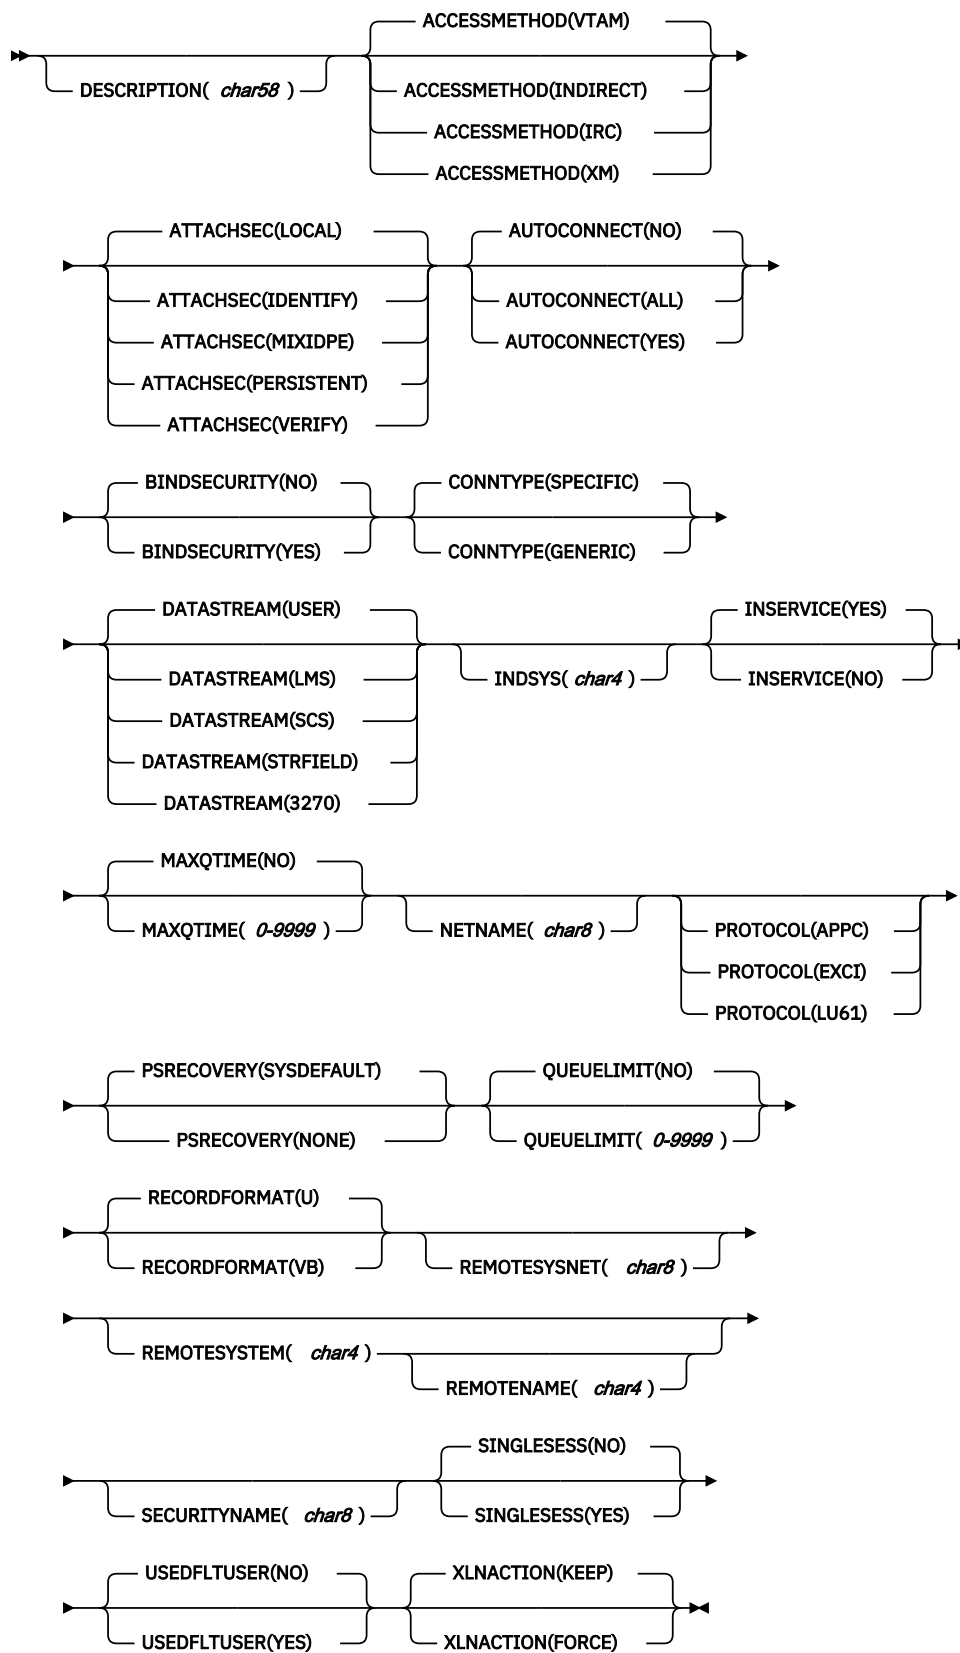 ACCESSMETHOD(VTAM)
DESCRIPTION( char58 )
ACCESSMETHOD(INDIRECT)
ACCESSMETHOD(IRC)
ACCESSMETHOD(XM)
ATTACHSEC(LOCAL) AUTOCONNECT(NO)
ATTACHSEC(IDENTIFY) AUTOCONNECT(ALL)
ATTACHSEC(MIXIDPE) AUTOCONNECT(YES)
ATTACHSEC(PERSISTENT)
ATTACHSEC(VERIFY)
BINDSECURITY(NO) CONNTYPE(SPECIFIC)
BINDSECURITY(YES) CONNTYPE(GENERIC)
DATASTREAM(USER) INSERVICE(YES)
DATASTREAM(LMS) INDSYS( char4 ) INSERVICE(NO)
DATASTREAM(SCS)
DATASTREAM(STRFIELD)
DATASTREAM(3270)
MAXQTIME(NO)
MAXQTIME( 0-9999 ) NETNAME( char8 ) PROTOCOL(APPC)
PROTOCOL(EXCI)
PROTOCOL(LU61)
PSRECOVERY(SYSDEFAULT) QUEUELIMIT(NO)
PSRECOVERY(NONE) QUEUELIMIT( 0-9999 )
RECORDFORMAT(U)
RECORDFORMAT(VB) REMOTESYSNET( char8 )
REMOTESYSTEM( char4 )
REMOTENAME( char4 )
SINGLESESS(NO)
SECURITYNAME( char8 ) SINGLESESS(YES)
USEDFLTUSER(NO) XLNACTION(KEEP)
USEDFLTUSER(YES) XLNACTION(FORCE)